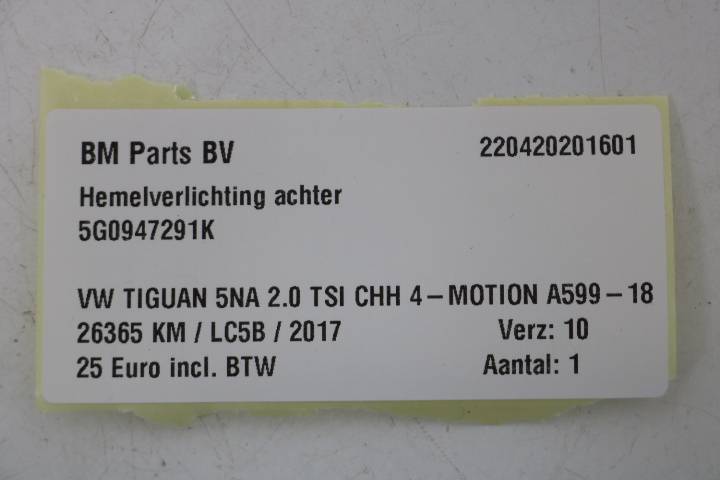 BM Parts BV 220420201601
Hemelverlichting achter
5G0947291K
VW TIGUAN 5NA 2.0 TSI CHH 4-MOTION A599-18
26365 KM / LC5B / 2017 Verz: 10
25 Euro incl. BTW Aantal: 1